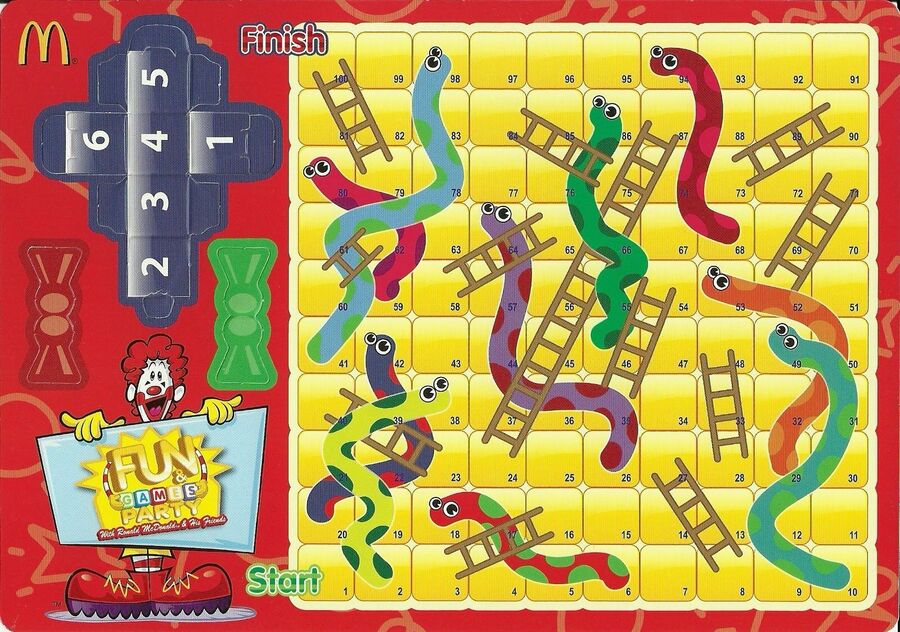 M
5
6 4 1
3
2
Finish
100 99 98 97 96 95 94 93 92 91
81 82 83 84 85 86 87 88 89 90
80 79 78 77 76 75 74 73 72 71
61 62 63 64 65 66 67 68 69 70
60 59 58 57 56 55 54 53 52 51
41 42 43 44 45 46 47 48 49 50
39 38 37 36 35 34 33 32 31
21 22 23 24 25 26 27 28 29 30
20 19 18 17 16 15 14 13 12 11
1 2 3 4 5 6 7 8 9 10
Start
FUN
&
GAMES
PARTY
With Ronald McDonald™ & His Friends